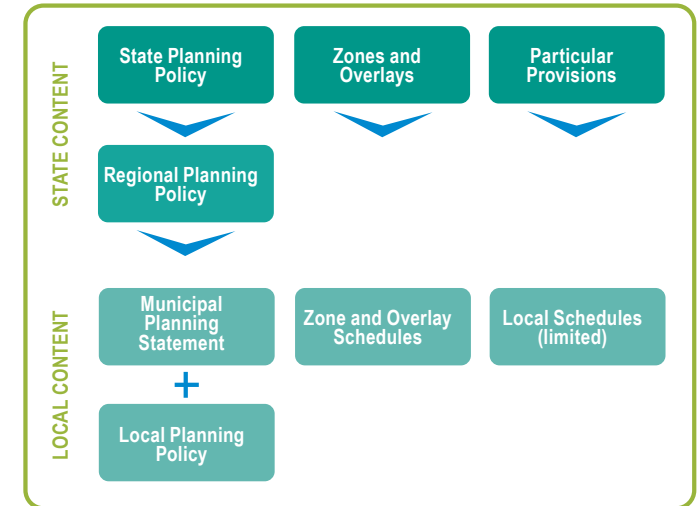 STATE CONTENT
State Planning
Policy
Zones and
Overlays
Particular
Provisions
Regional Planning
Policy
LOCAL CONTENT
Municipal
Planning
Statement
Zone and Overlay
Schedules
Local Schedules
(limited)
+
Local Planning
Policy